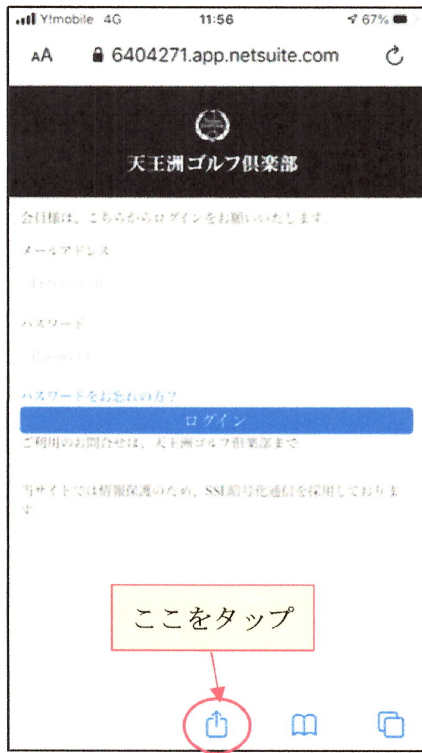 Y!mobile 4G 11:56 67%
AA 6404271.app.netsuite.com
天王洲ゴルフ倶楽部
会員様は、こちらからログインをお願いいたします
メールアドレス
パスワード
パスワードをお忘れの方?
ログイン
ご利用のお問合せは、天王洲ゴルフ倶楽部まで
当サイトでは情報保護のため、SSL暗号化通信を採用しておりま
す
ここをタップ